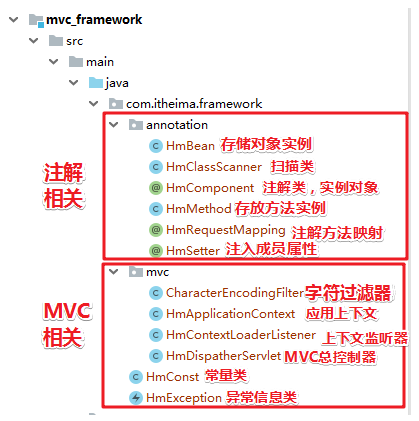 mvc_framework
src
main
java
com.itheima.framework
annotation
HmBean 存储对象实例
HmClassScanner 扫描类
HmComponent 注解类，实例对象
HmMethod 存放方法实例
HmRequestMapping 注解方法映射
HmSetter 注入成员属性
注解
相关
mvc
CharacterEncodingFilter 字符过滤器
HmApplicationContext 应用上下文
HmContextLoaderListener 上下文监听器
HmDispatherServlet MVC总控制器
HmConst 常量类
HmException 异常信息类
MVC
相关